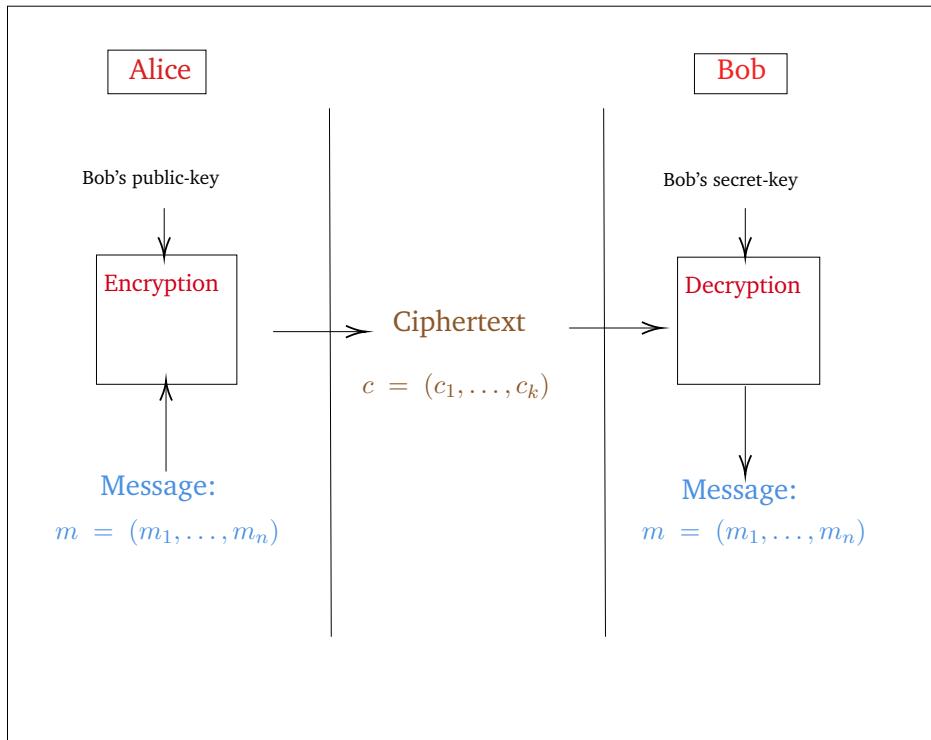 Alice
Bob
Bob's public-key
Bob's secret-key
Encryption
Decryption
Ciphertext
c = (c₁, . . . , cₖ)
Message:
m = (m₁, . . . , mₙ)
Message:
m = (m₁, . . . , mₙ)